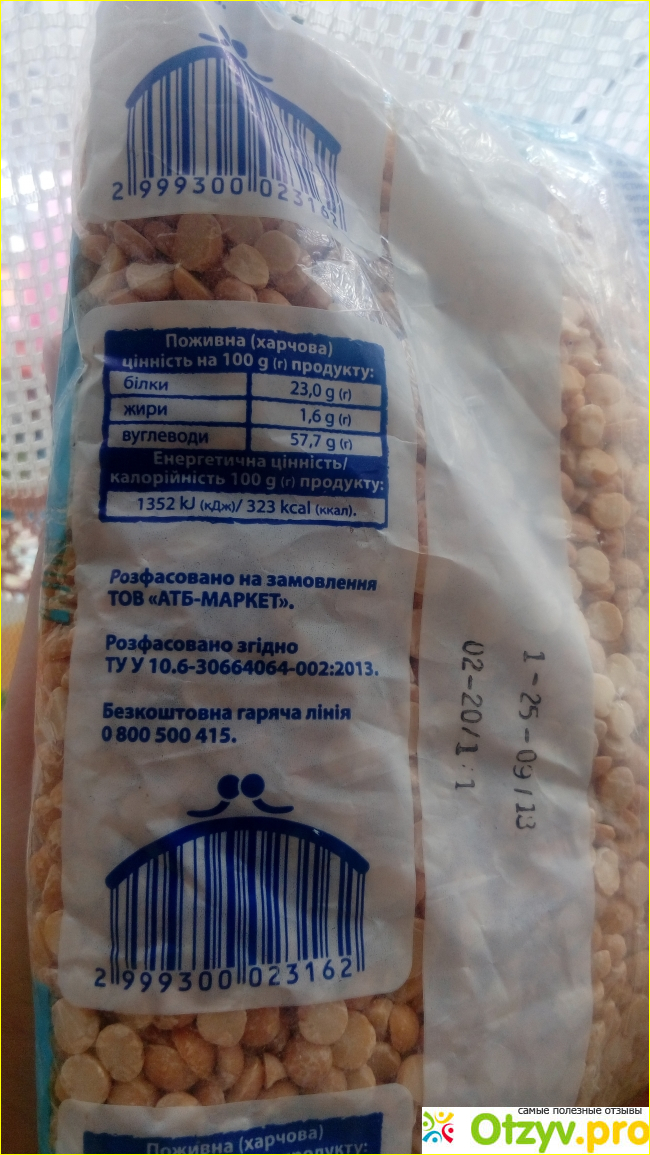 2 999300 023162
Поживна (харчова)
цінність на 100 g (г) продукту:
білки 23,0 g (г)
жири 1,6 g (г)
вуглеводи 57,7 g (г)
Енергетична цінність/
калорійність 100 g (г) продукту:
1352 kJ (кДж)/ 323 kcal (ккал).
Розфасовано на замовлення
ТОВ «АТБ-МАРКЕТ».
Розфасовано згідно
ТУ У 10.6-30664064-002:2013.
Безкоштовна гаряча лінія
0 800 500 415.
1-25-09/18
2 999300 023162
Поживна (харчова)
продукту:
самые полезные отзывы
Otzyv.pro